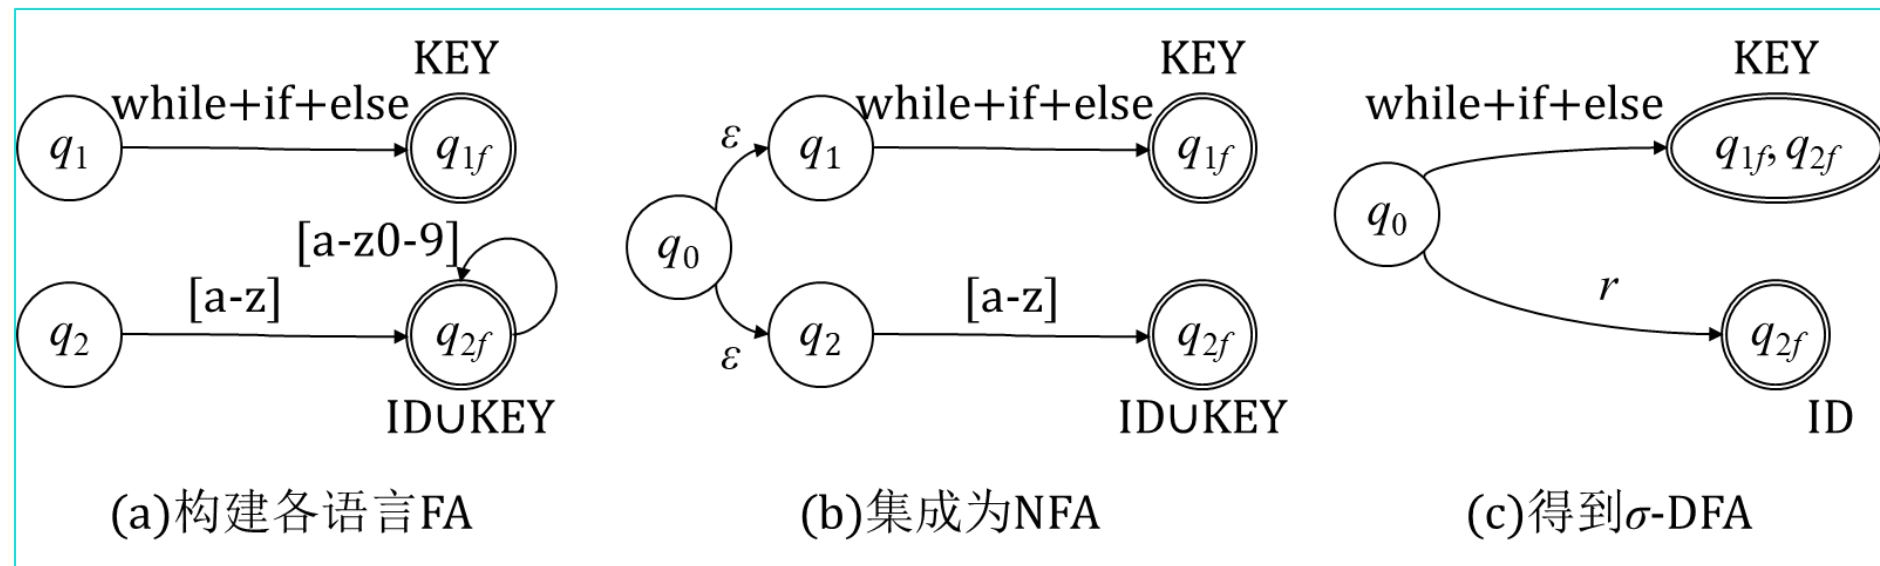 KEY
while+if+else
q1
q1f
[a-z0-9]
[a-z]
q2
q2f
ID∪KEY
(a)构建各语言FA
KEY
while+if+else
ε
q1
q1f
q0
[a-z]
ε
q2
q2f
ID∪KEY
(b)集成为NFA
KEY
while+if+else
q1f, q2f
q0
r
q2f
ID
(c)得到σ-DFA